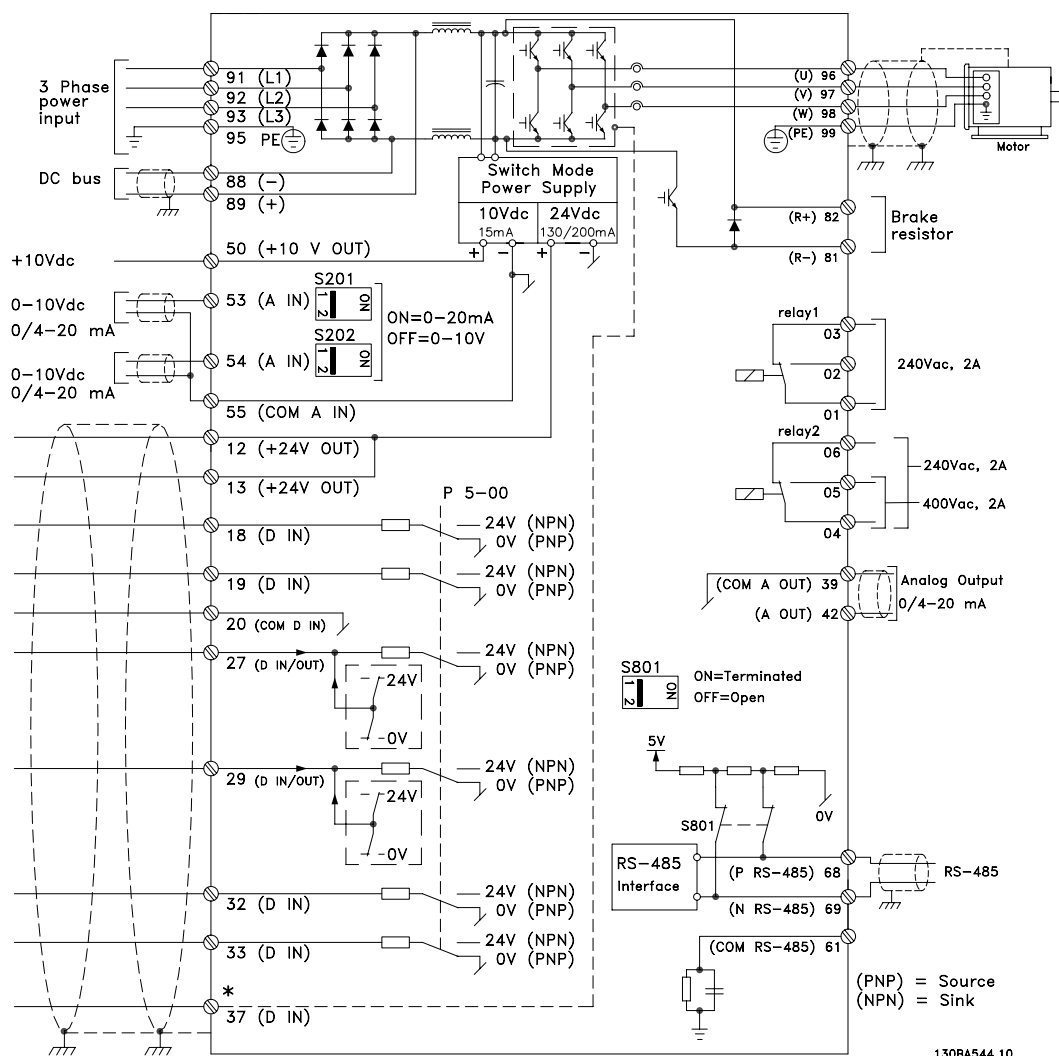 3 Phase
power
input
91 (L1)
92 (L2)
93 (L3)
95 PE
DC bus
88 (−)
89 (+)
+10Vdc
50 (+10 V OUT)
0−10Vdc
0/4−20 mA
53 (A IN)
S201
1 2
ON
0−10Vdc
0/4−20 mA
54 (A IN)
S202
1 2
ON
ON=0−20mA
OFF=0−10V
55 (COM A IN)
12 (+24V OUT)
13 (+24V OUT)
P 5-00
18 (D IN)
24V (NPN)
0V (PNP)
19 (D IN)
24V (NPN)
0V (PNP)
20 (COM D IN)
27 (D IN/OUT)
24V
0V
24V (NPN)
0V (PNP)
29 (D IN/OUT)
24V
0V
24V (NPN)
0V (PNP)
32 (D IN)
24V (NPN)
0V (PNP)
33 (D IN)
24V (NPN)
0V (PNP)
*
37 (D IN)
Switch Mode
Power Supply
10Vdc
15mA
24Vdc
130/200mA
+ − + −
(U) 96
(V) 97
(W) 98
(PE) 99
Motor
(R+) 82
(R−) 81
Brake
resistor
relay1
03
02
01
240Vac, 2A
relay2
06
05
04
240Vac, 2A
400Vac, 2A
(COM A OUT) 39
(A OUT) 42
Analog Output
0/4−20 mA
S801
1 2
ON
ON=Terminated
OFF=Open
5V
0V
S801
RS-485
Interface
(P RS-485) 68
(N RS-485) 69
RS-485
(COM RS-485) 61
(PNP) = Source
(NPN) = Sink
130BA544.10